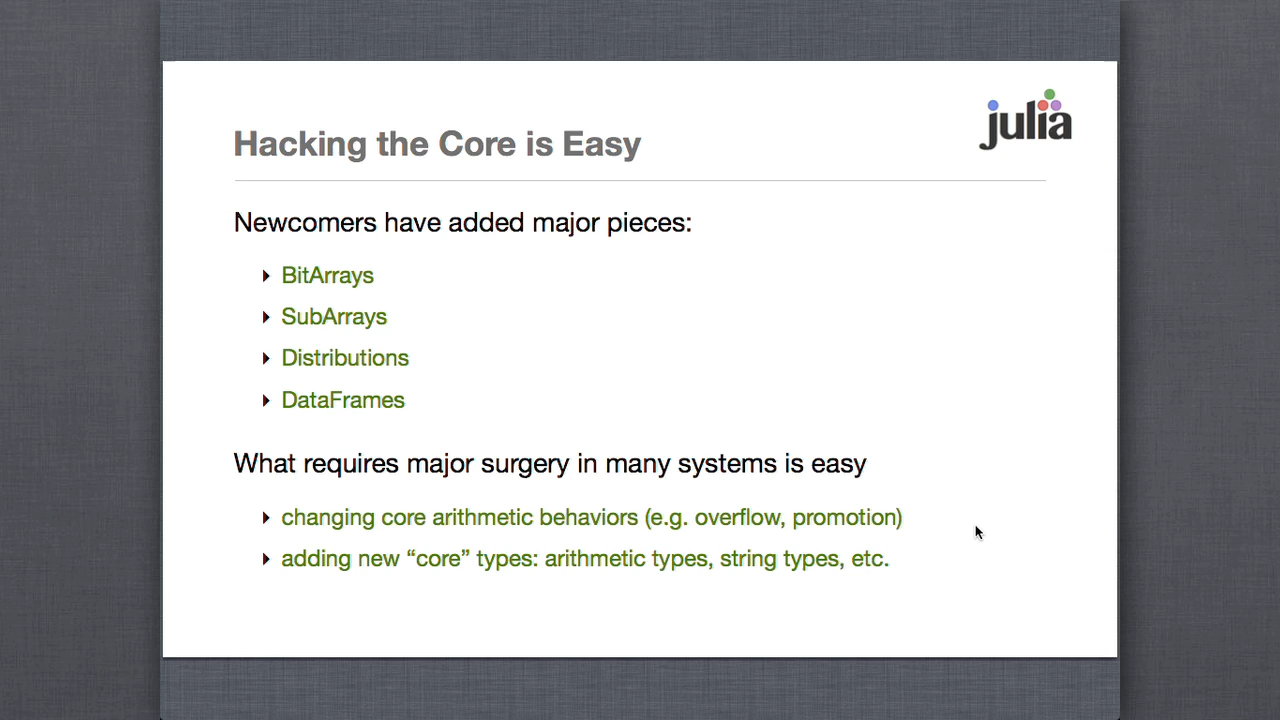 julia
Hacking the Core is Easy
Newcomers have added major pieces:
BitArrays
SubArrays
Distributions
DataFrames
What requires major surgery in many systems is easy
changing core arithmetic behaviors (e.g. overflow, promotion)
adding new “core” types: arithmetic types, string types, etc.